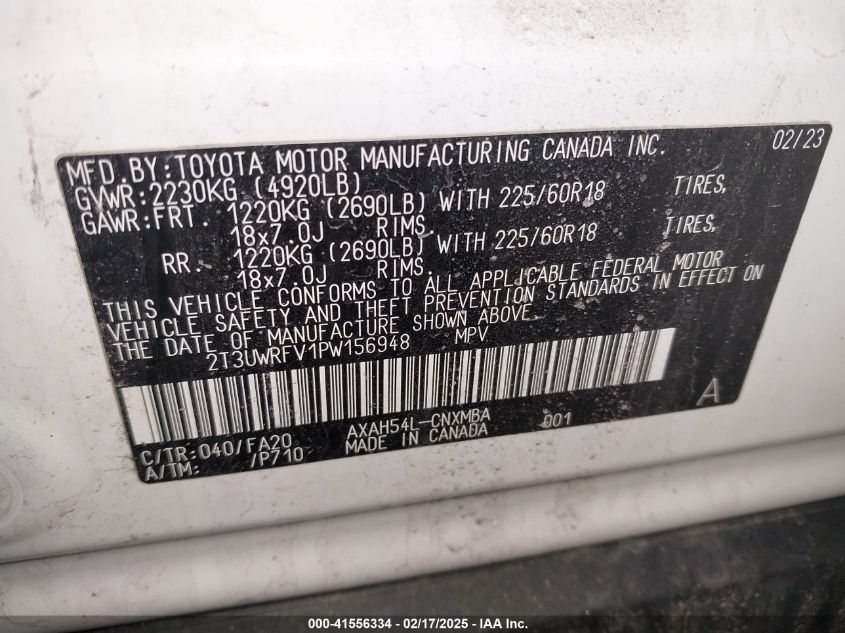 MFD.BY:TOYOTA MOTOR MANUFACTURING CANADA INC. 02/23
GVWR:2230KG (4920LB)
GAWR:FRT. 1220KG (2690LB) WITH 225/60R18 TIRES,
18x7.0J RIMS.
RR. 1220KG (2690LB) WITH 225/60R18 TIRES,
18x7.0J RIMS.
THIS VEHICLE CONFORMS TO ALL APPLICABLE FEDERAL MOTOR
VEHICLE SAFETY AND THEFT PREVENTION STANDARDS IN EFFECT ON
THE DATE OF MANUFACTURE SHOWN ABOVE.
2T3UWRFV1PW156948 MPV
A
C/TR:040/FA20 AXAH54L-CNXMBA 001
A/TM: /P710 MADE IN CANADA
000-41556334 - 02/17/2025 - IAA Inc.